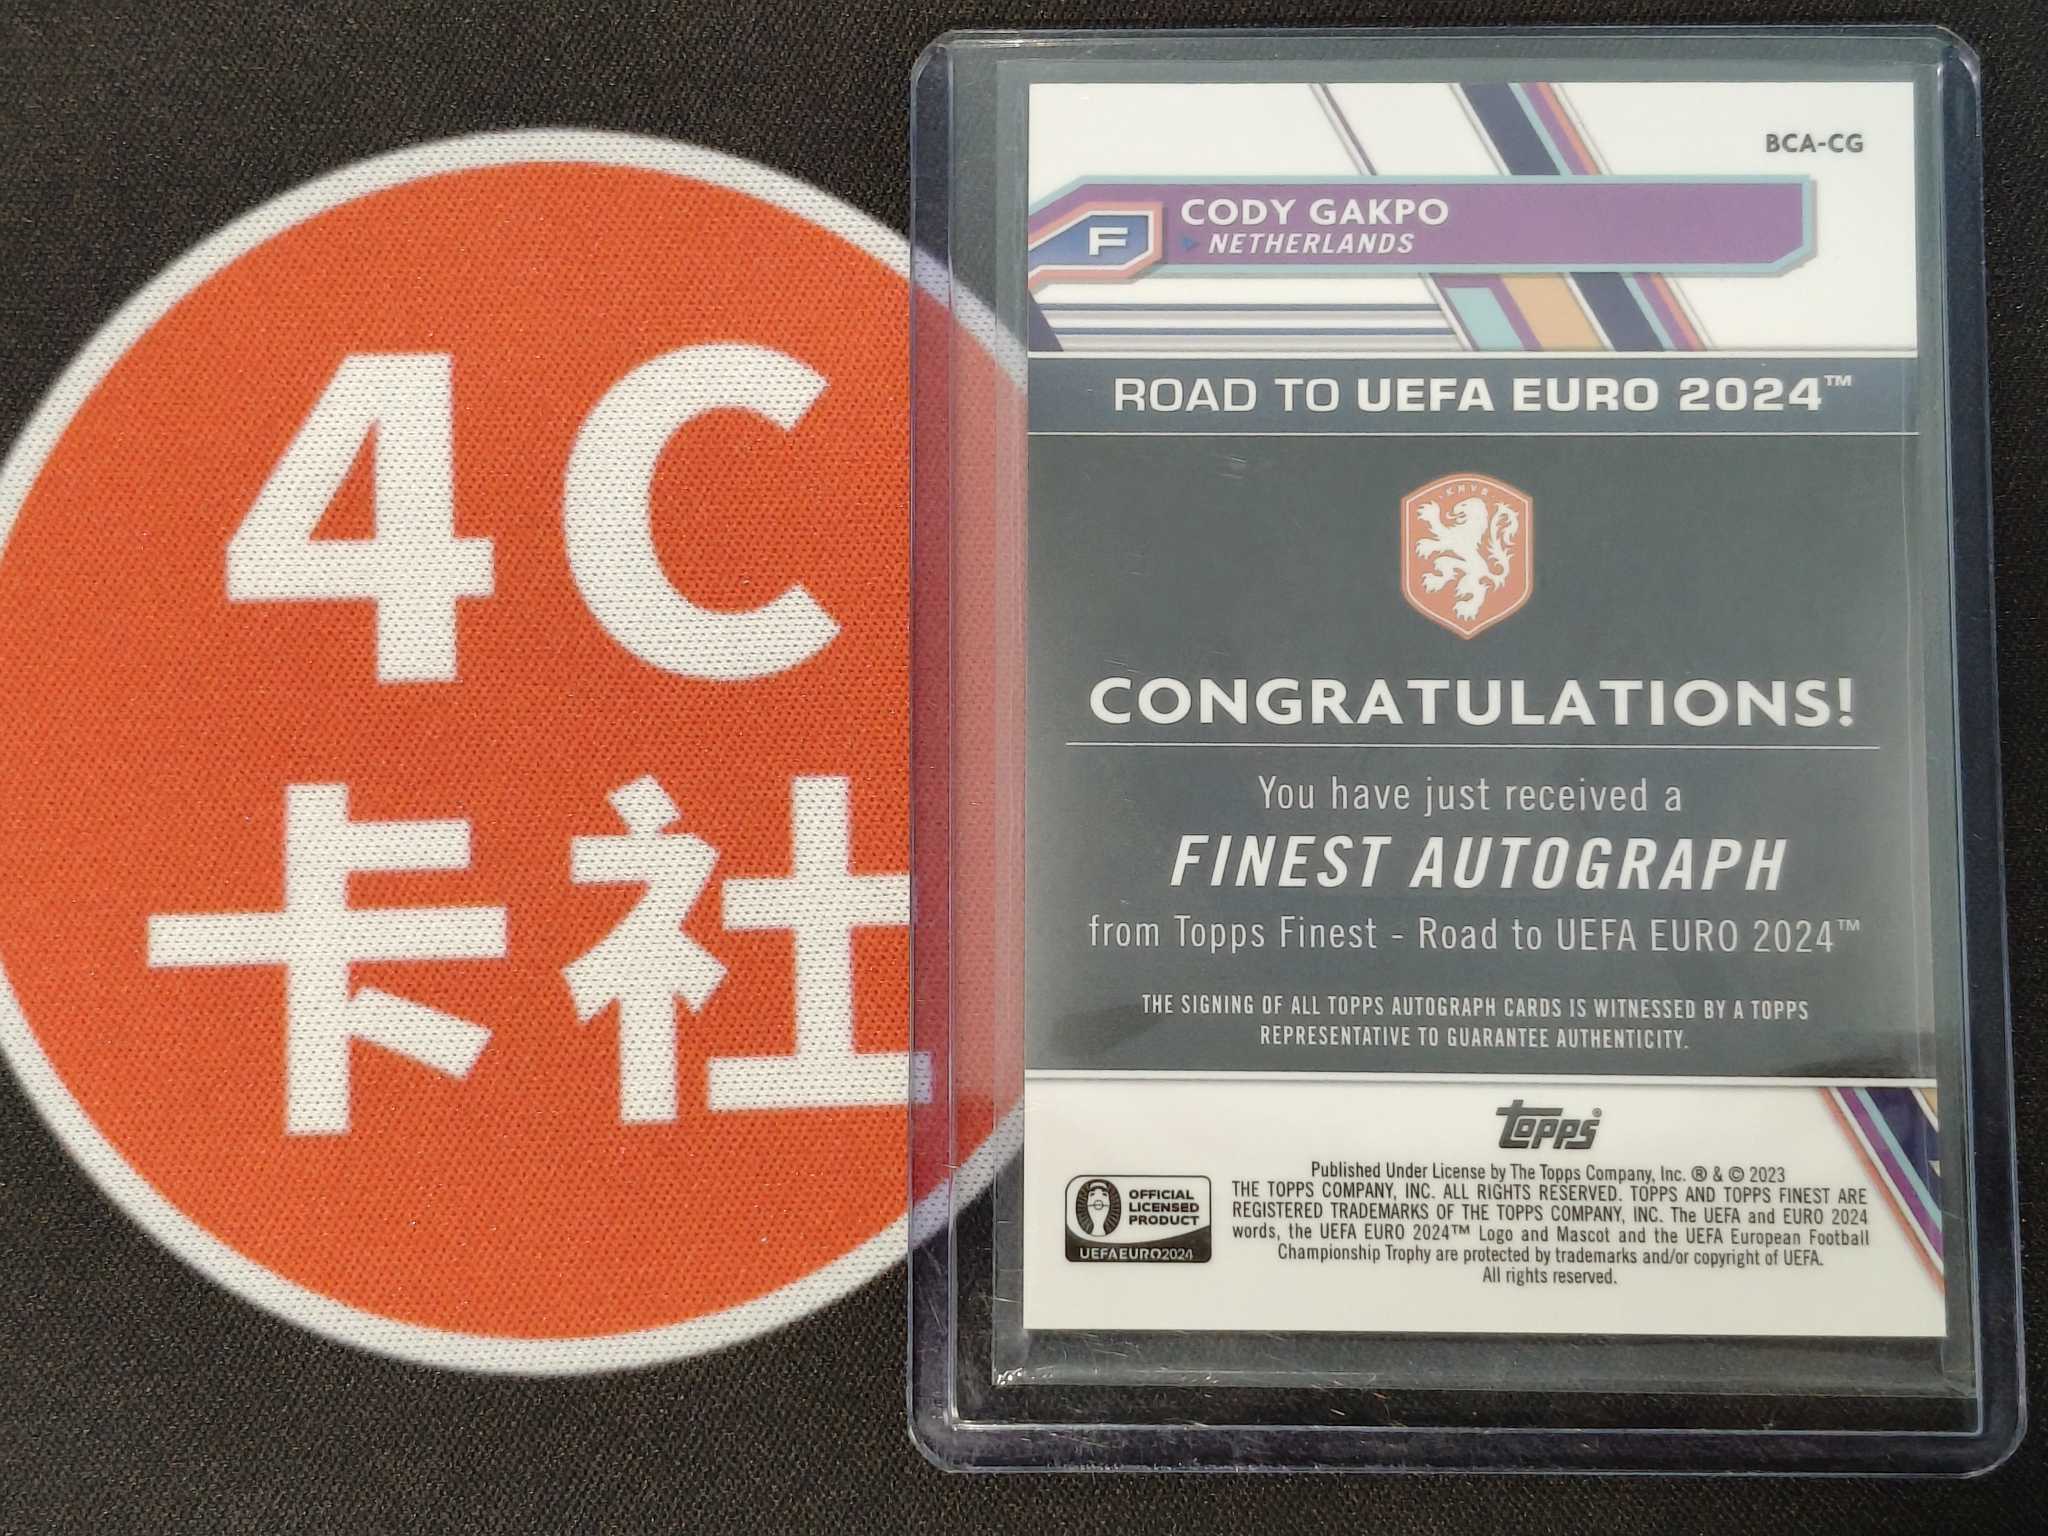 4C
卡社
BCA-CG
CODY GAKPO
F
NETHERLANDS
ROAD TO UEFA EURO 2024™
KNVB
CONGRATULATIONS!
You have just received a
FINEST AUTOGRAPH
from Topps Finest - Road to UEFA EURO 2024™
THE SIGNING OF ALL TOPPS AUTOGRAPH CARDS IS WITNESSED BY A TOPPS
REPRESENTATIVE TO GUARANTEE AUTHENTICITY.
topps®
Published Under License by The Topps Company, Inc. ® & © 2023
THE TOPPS COMPANY, INC. ALL RIGHTS RESERVED. TOPPS AND TOPPS FINEST ARE
REGISTERED TRADEMARKS OF THE TOPPS COMPANY, INC. The UEFA and EURO 2024
words, the UEFA EURO 2024™ Logo and Mascot and the UEFA European Football
Championship Trophy are protected by trademarks and/or copyright of UEFA.
All rights reserved.
OFFICIAL
LICENSED
PRODUCT
UEFAEURO2024